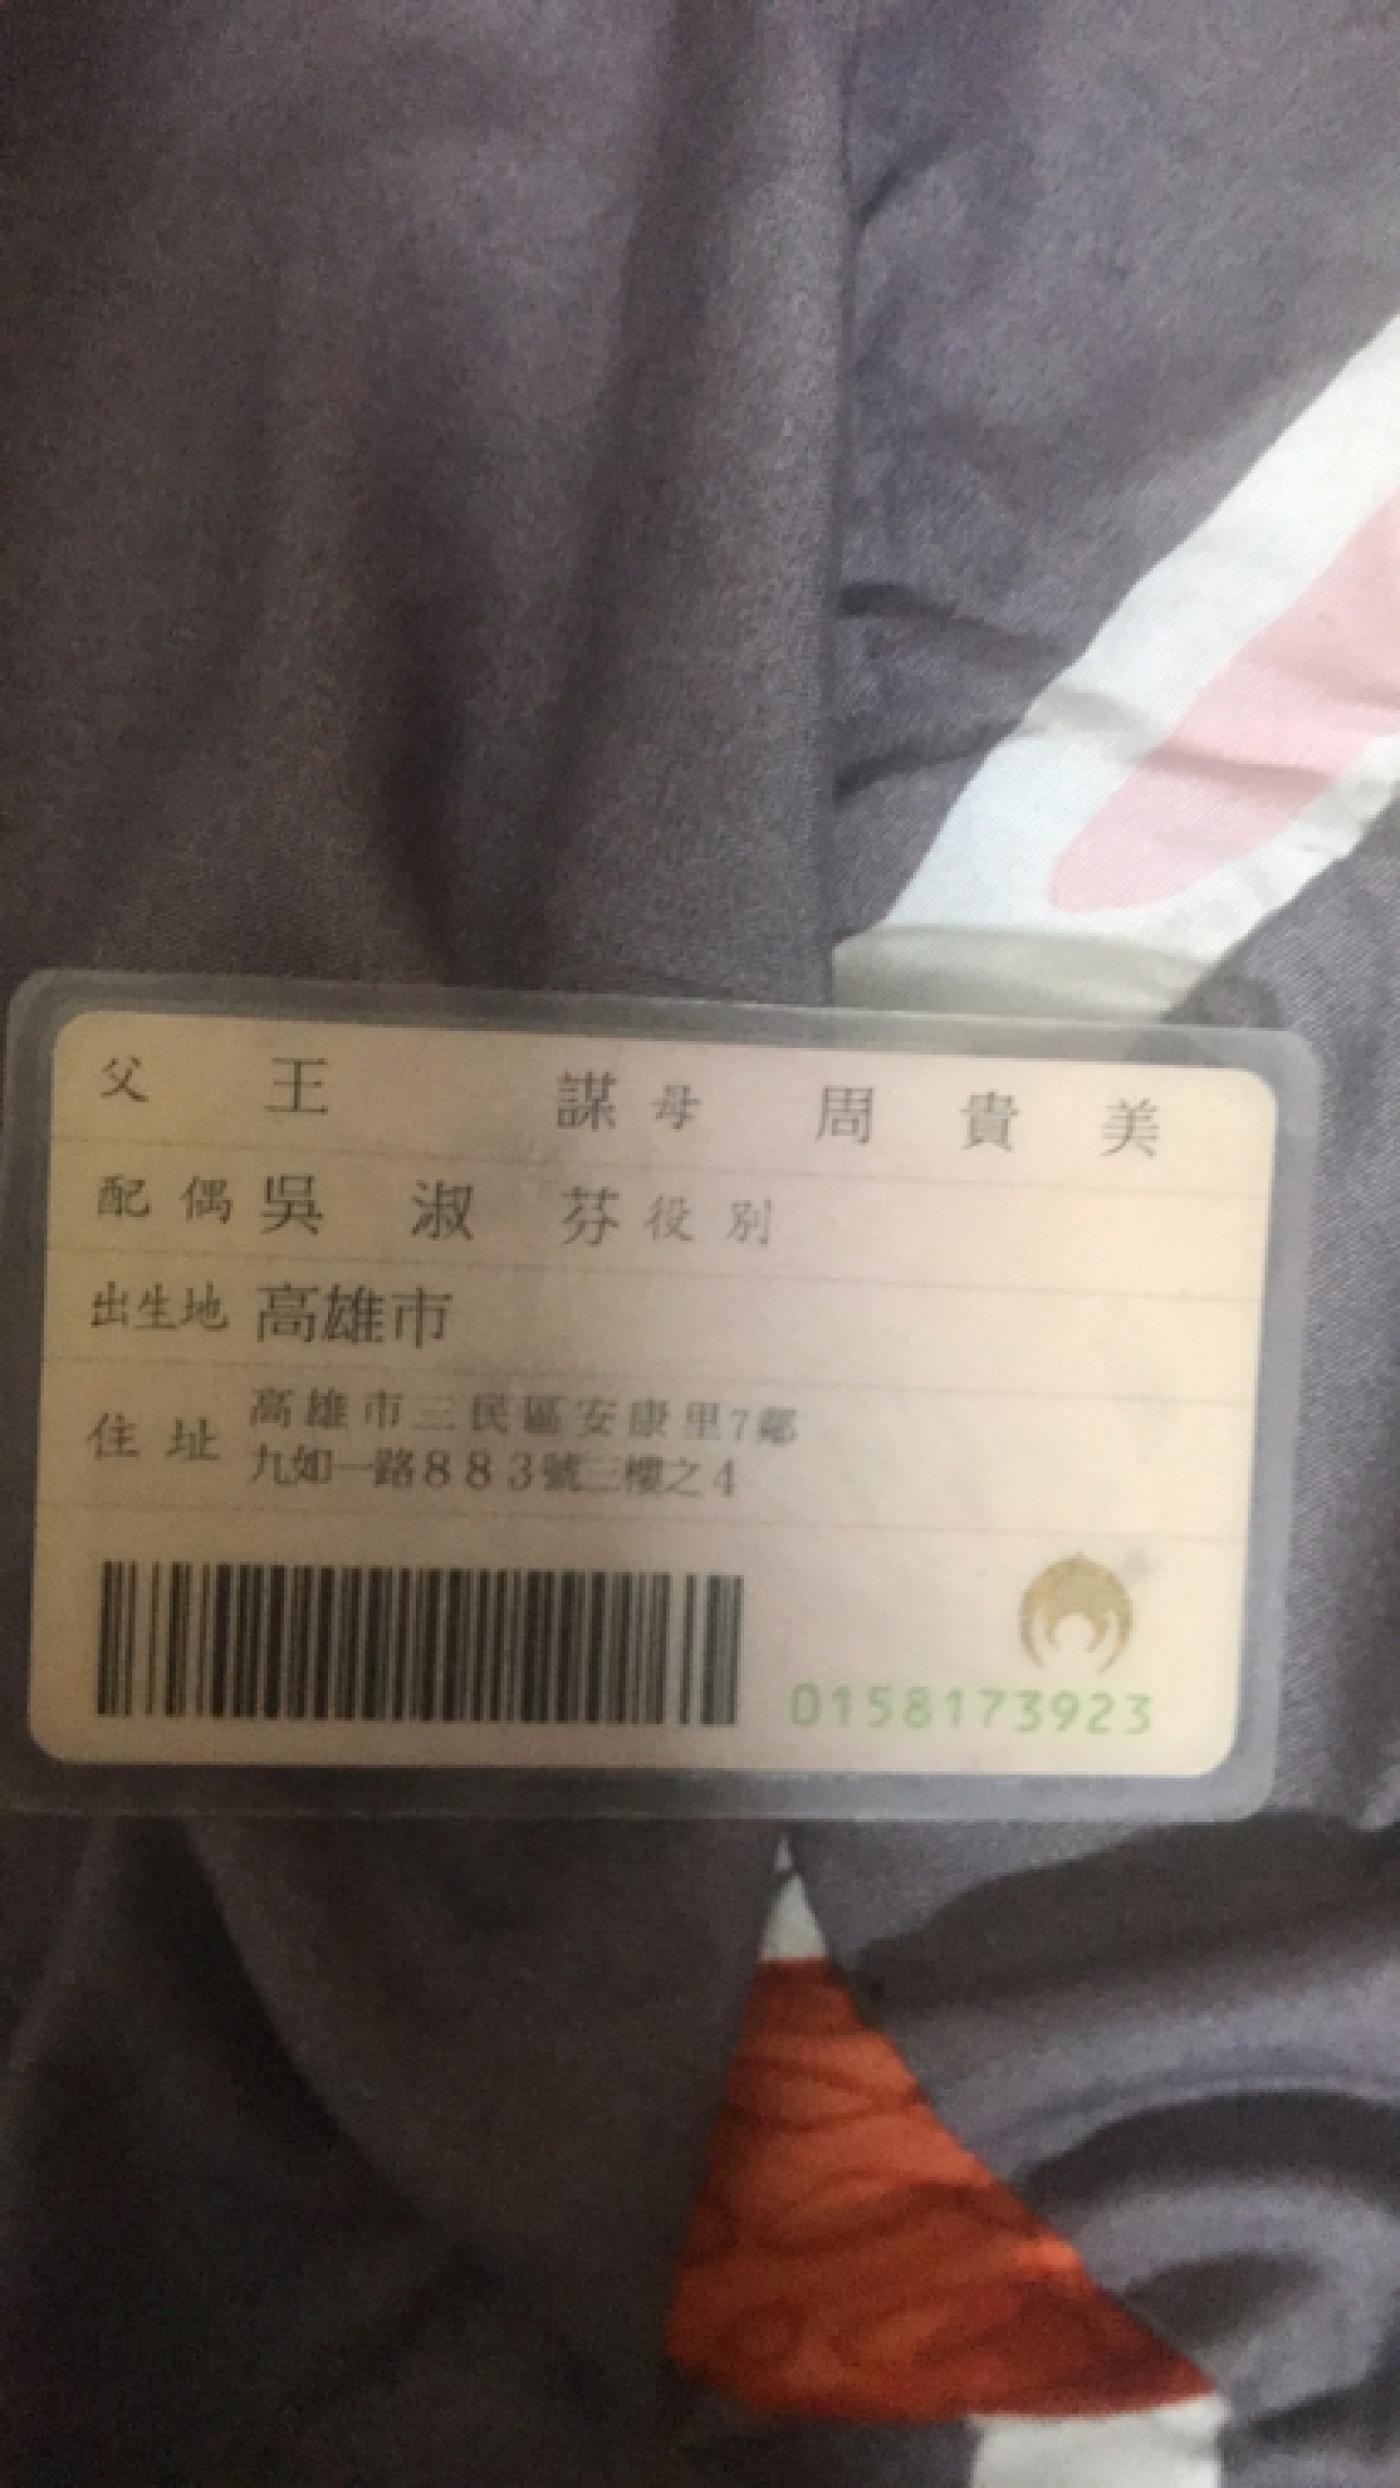 父 王 謀 母 周 貴 美
配偶 吳 淑 芬 役別
出生地 高雄市
住址 高雄市三民區安康里7鄰
九如一路883號三樓之4
0158173923